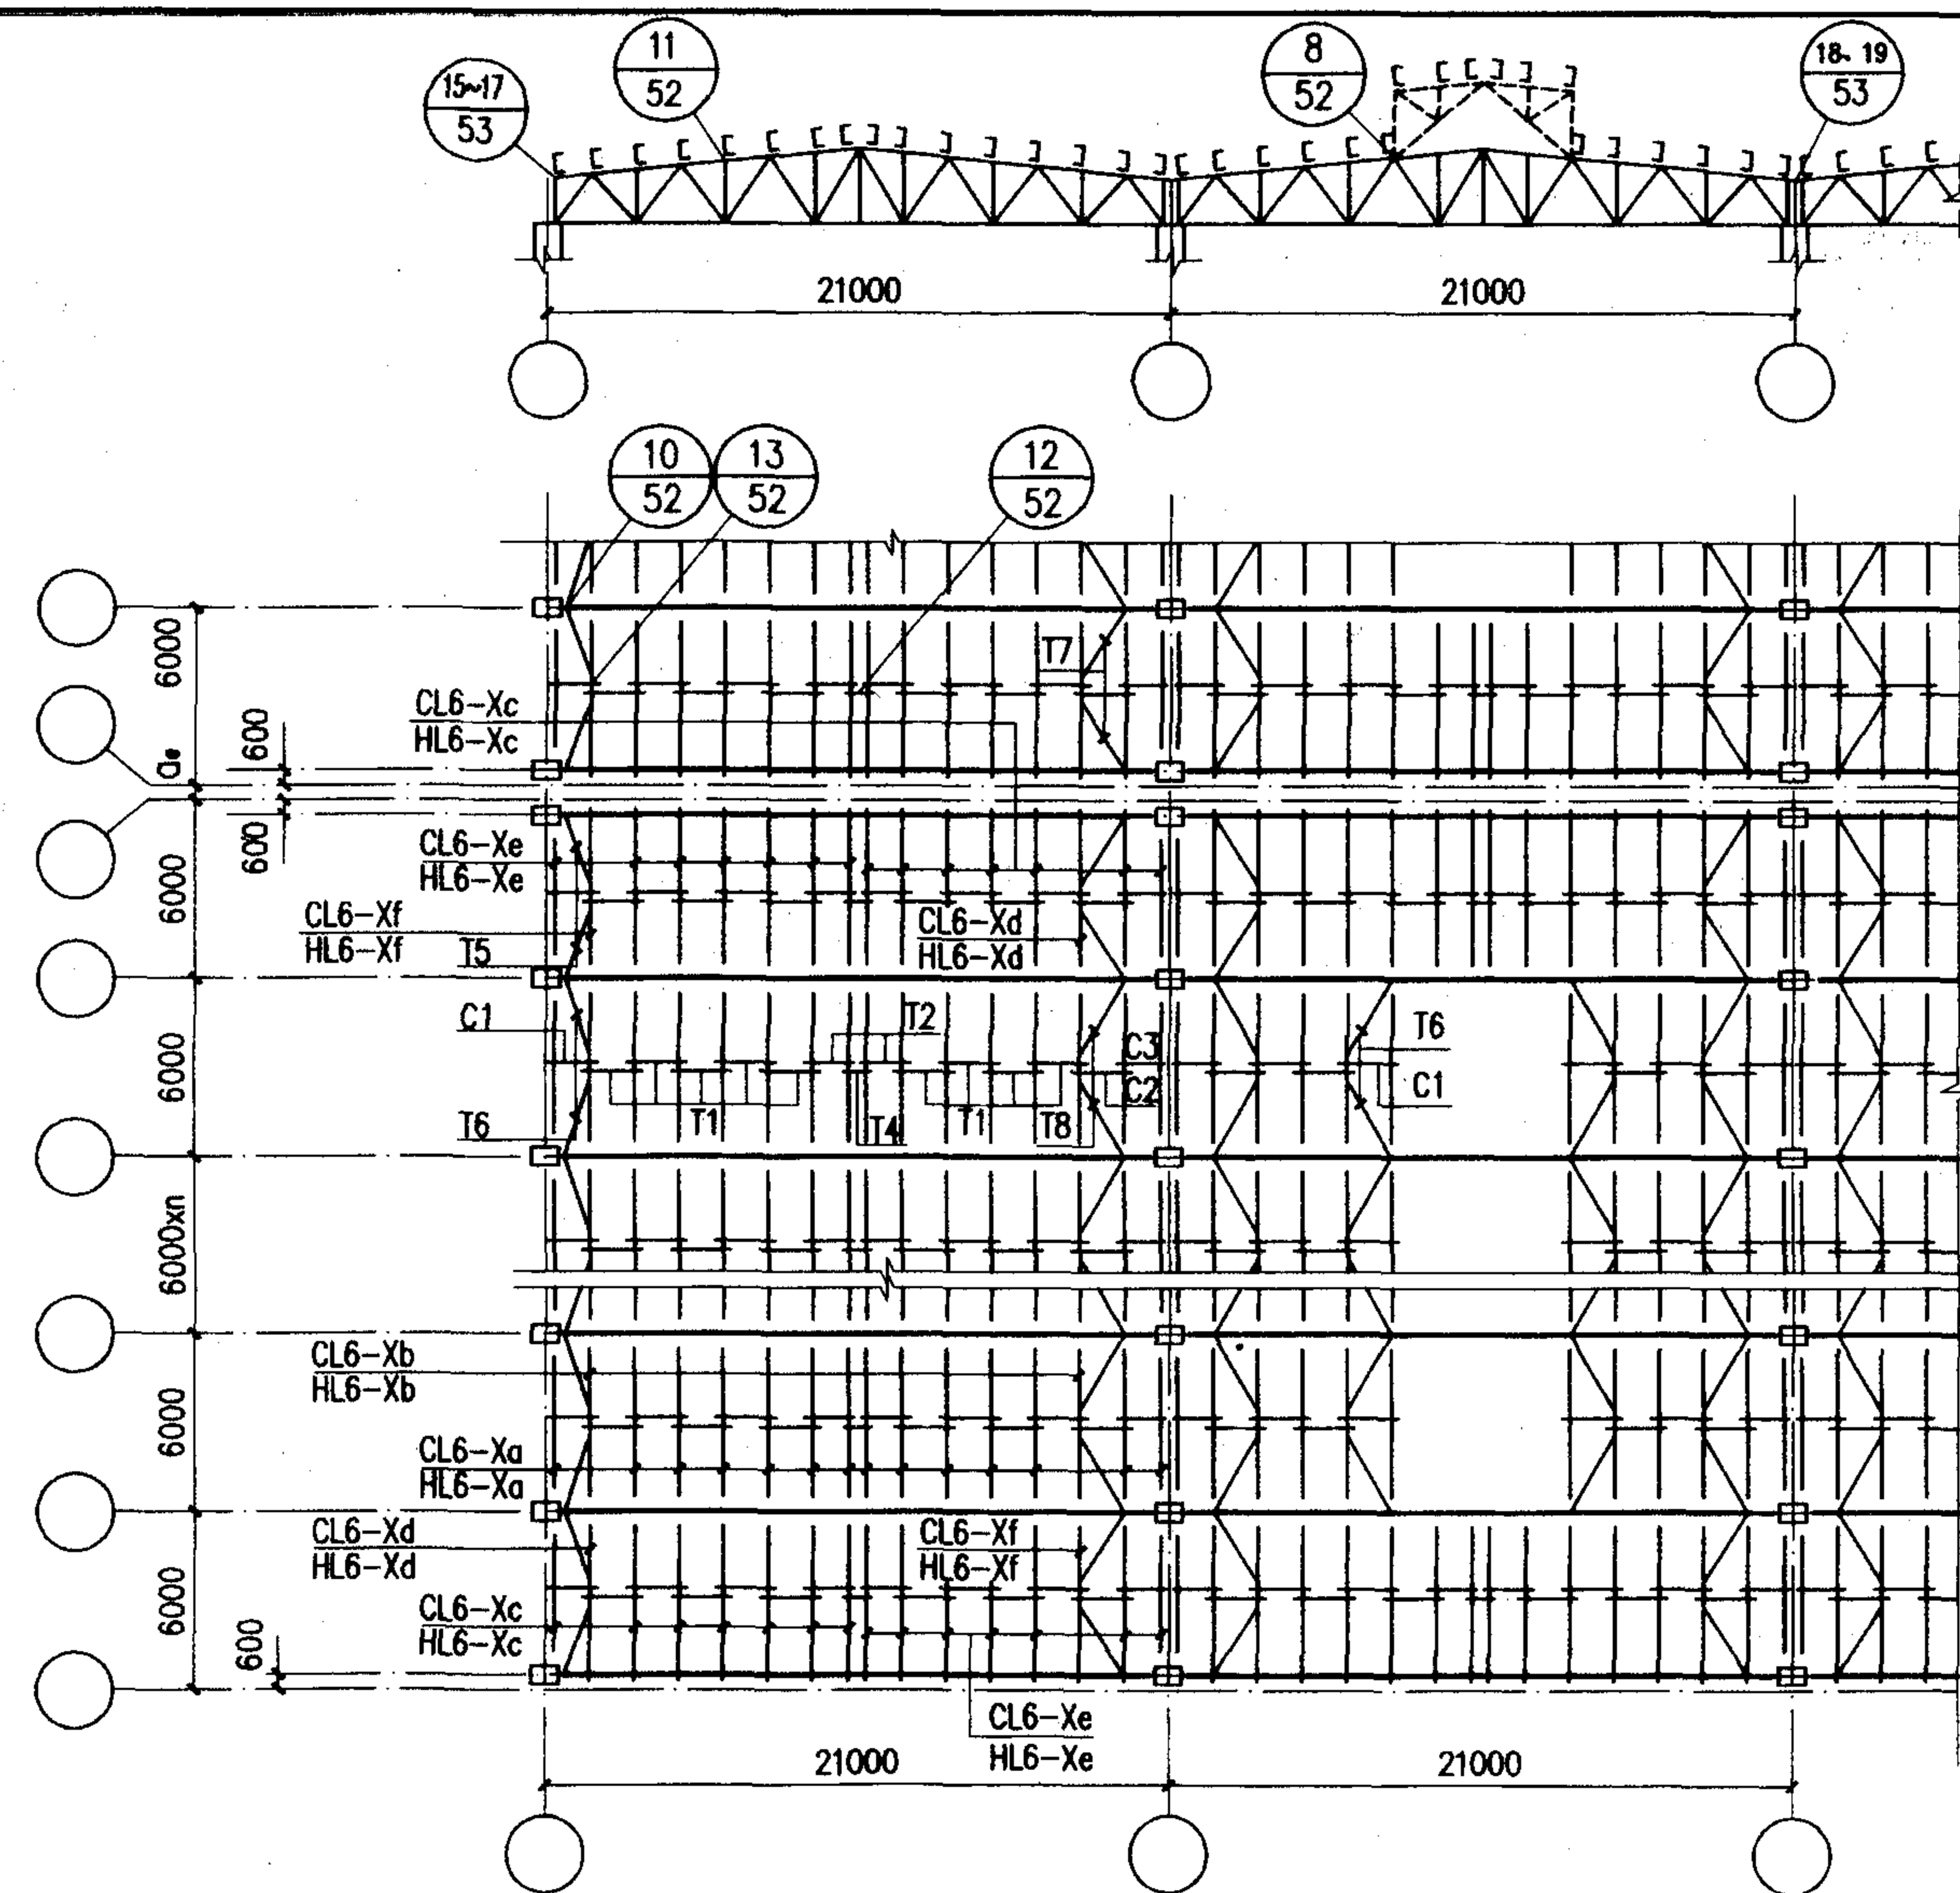 11
52
8
52
18、19
53
15~17
53
21000
21000
10
52
13
52
12
52
6000
T7
CL6-Xc
HL6-Xc
600
ae
600
CL6-Xe
HL6-Xe
6000
CL6-Xf
HL6-Xf
CL6-Xd
HL6-Xd
T5
C1
T2
C3
T6
6000
C2
C1
T6
T1
T4
T1
T8
6000xn
CL6-Xb
HL6-Xb
6000
CL6-Xa
HL6-Xa
CL6-Xd
HL6-Xd
CL6-Xf
HL6-Xf
6000
CL6-Xc
HL6-Xc
600
CL6-Xe
HL6-Xe
21000
21000